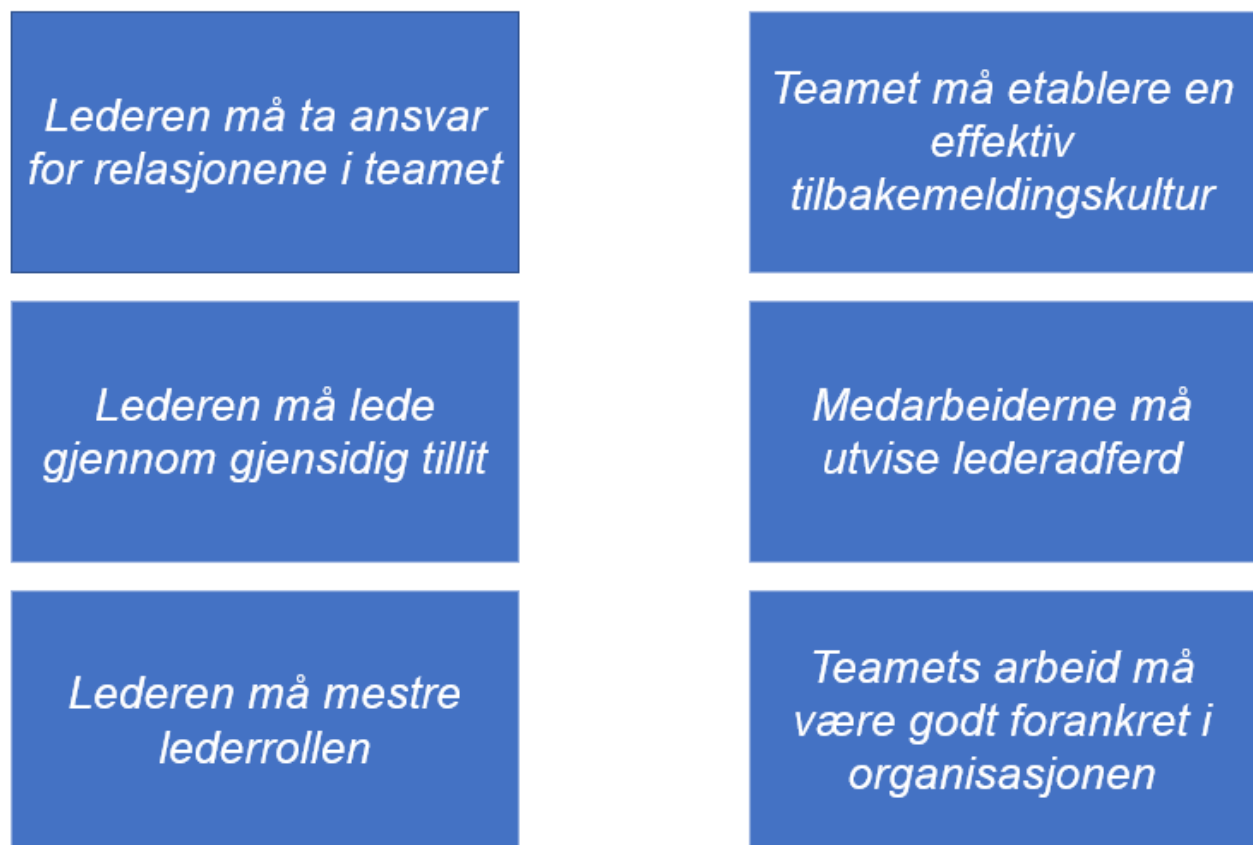 Lederen må ta ansvar
for relasjonene i teamet
Teamet må etablere en
effektiv
tilbakemeldingskultur
Lederen må lede
gjennom gjensidig tillit
Medarbeiderne må
utvise lederadferd
Lederen må mestre
lederrollen
Teamets arbeid må
være godt forankret i
organisasjonen